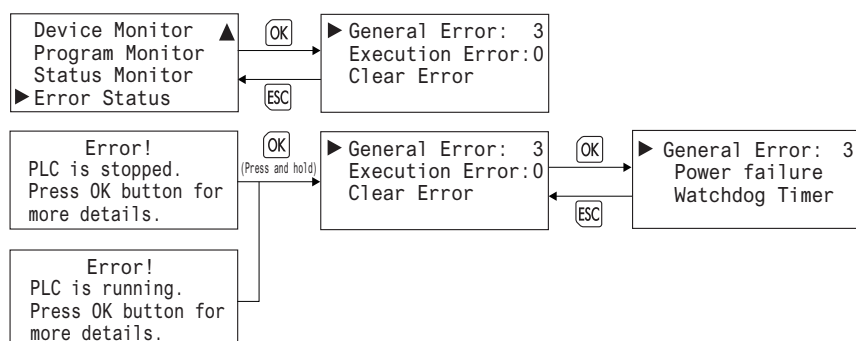 Device Monitor
Program Monitor
Status Monitor
Error Status
OK
ESC
General Error: 3
Execution Error:0
Clear Error
Error!
PLC is stopped.
Press OK button for
more details.
OK
(Press and hold)
General Error: 3
Execution Error:0
Clear Error
OK
ESC
General Error: 3
Power failure
Watchdog Timer
Error!
PLC is running.
Press OK button for
more details.